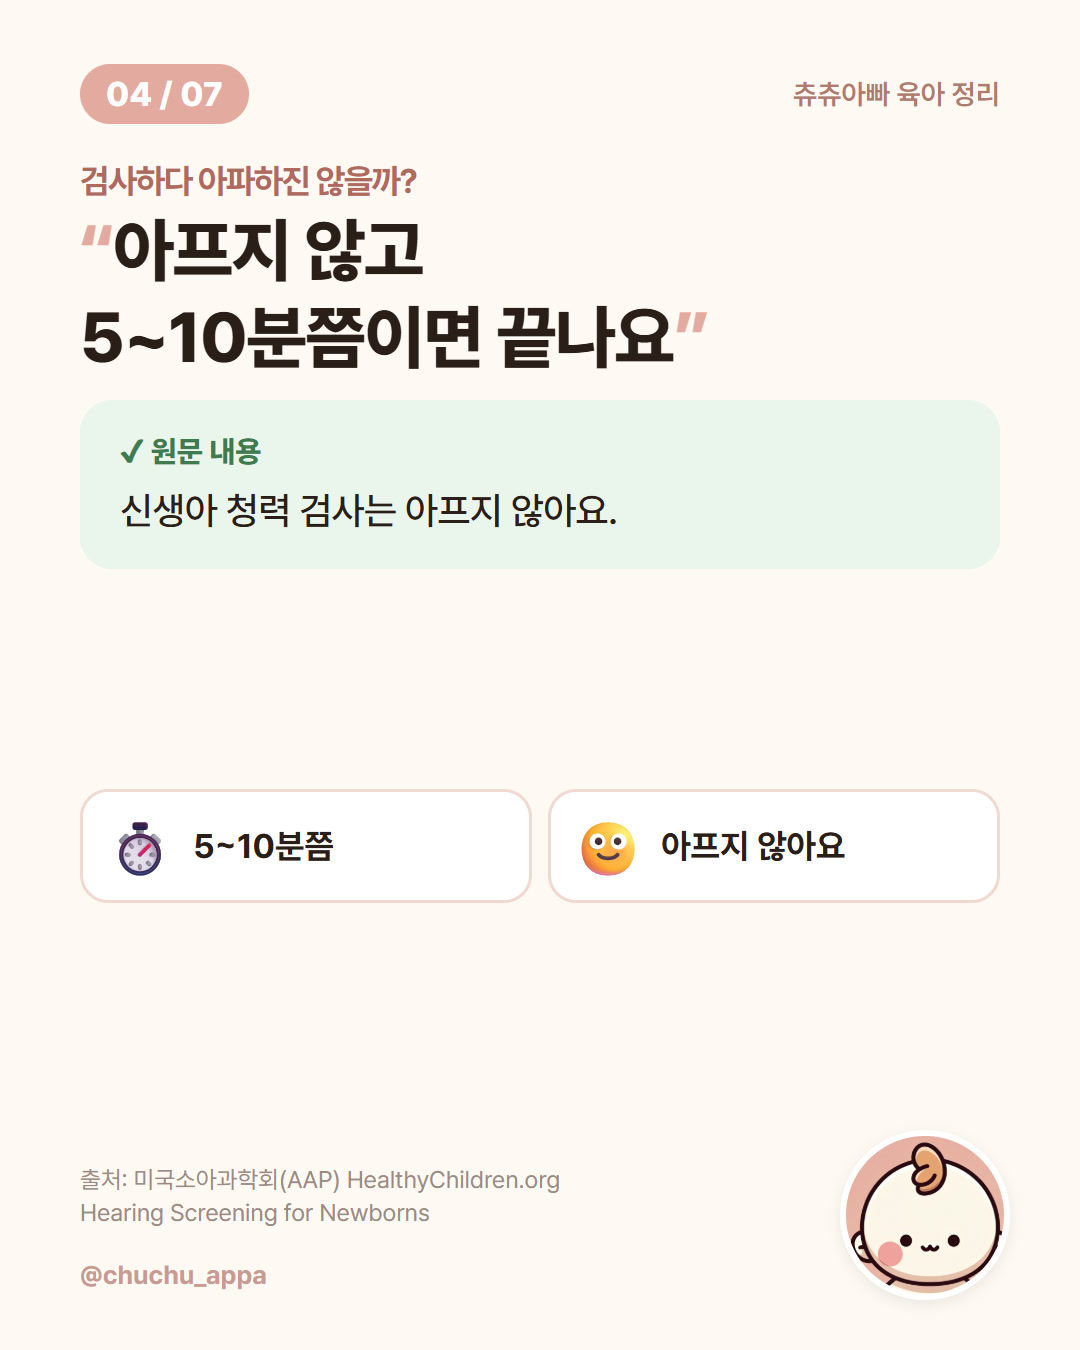 04 / 07
츄츄아빠 육아 정리
검사하다 아파하진 않을까?
“아프지 않고
5~10분쯤이면 끝나요”
✓ 원문 내용
신생아 청력 검사는 아프지 않아요.
5~10분쯤
아프지 않아요
출처: 미국소아과학회(AAP) HealthyChildren.org
Hearing Screening for Newborns
@chuchu_appa